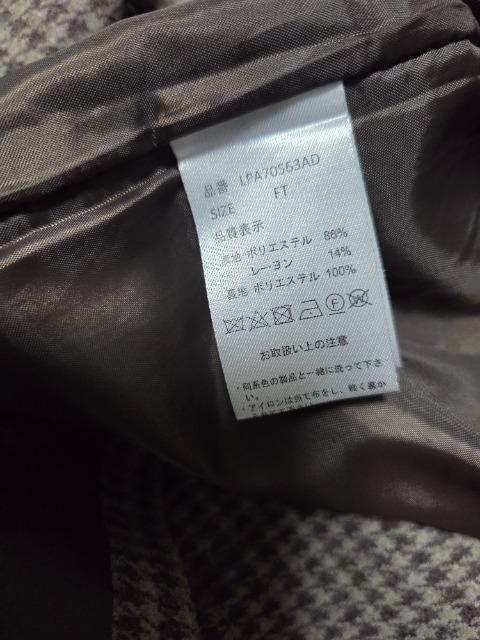 品番 LPA70563AD
SIZE FT
品質表示
表地 ポリエステル 86%
レーヨン 14%
裏地 ポリエステル 100%
お取扱い上の注意
・同系色の製品と一緒に洗って下さ
い。
・アイロンは当て布をし、軽く裏か